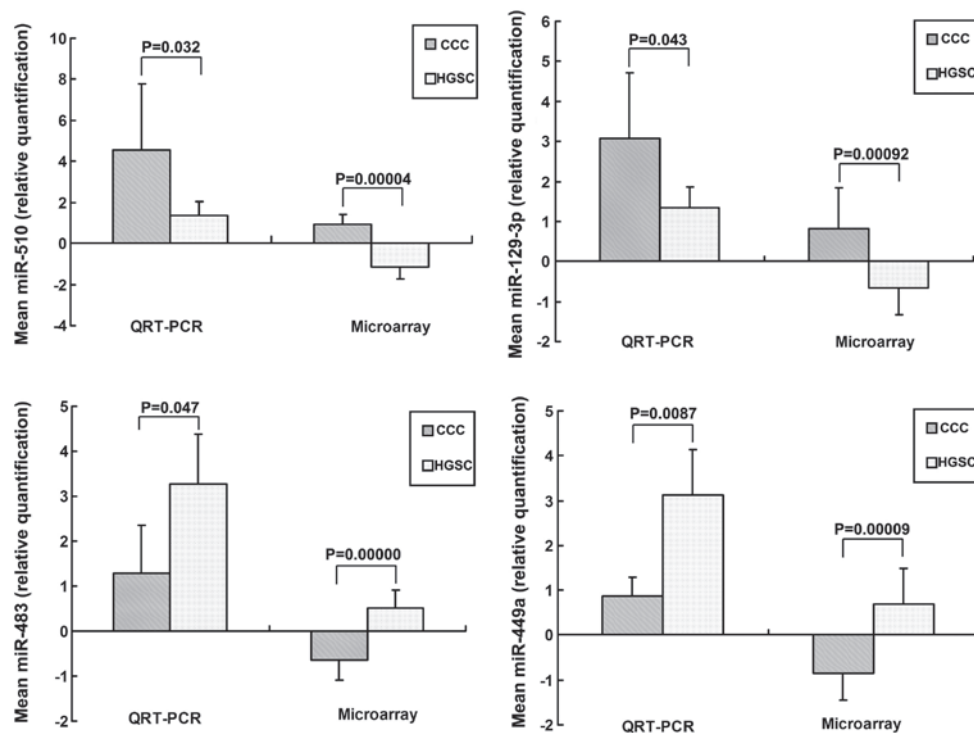 Mean miR-510 (relative quantification)
10
8
6
4
2
0
-2
-4
P=0.032
P=0.00004
CCC
HGSC
QRT-PCR
Microarray
Mean miR-129-3p (relative quantification)
6
5
4
3
2
1
0
-1
-2
P=0.043
P=0.00092
CCC
HGSC
QRT-PCR
Microarray
Mean miR-483 (relative quantification)
5
4
3
2
1
0
-1
-2
P=0.047
P=0.00000
CCC
HGSC
QRT-PCR
Microarray
Mean miR-449a (relative quantification)
5
4
3
2
1
0
-1
-2
P=0.0087
P=0.00009
CCC
HGSC
QRT-PCR
Microarray